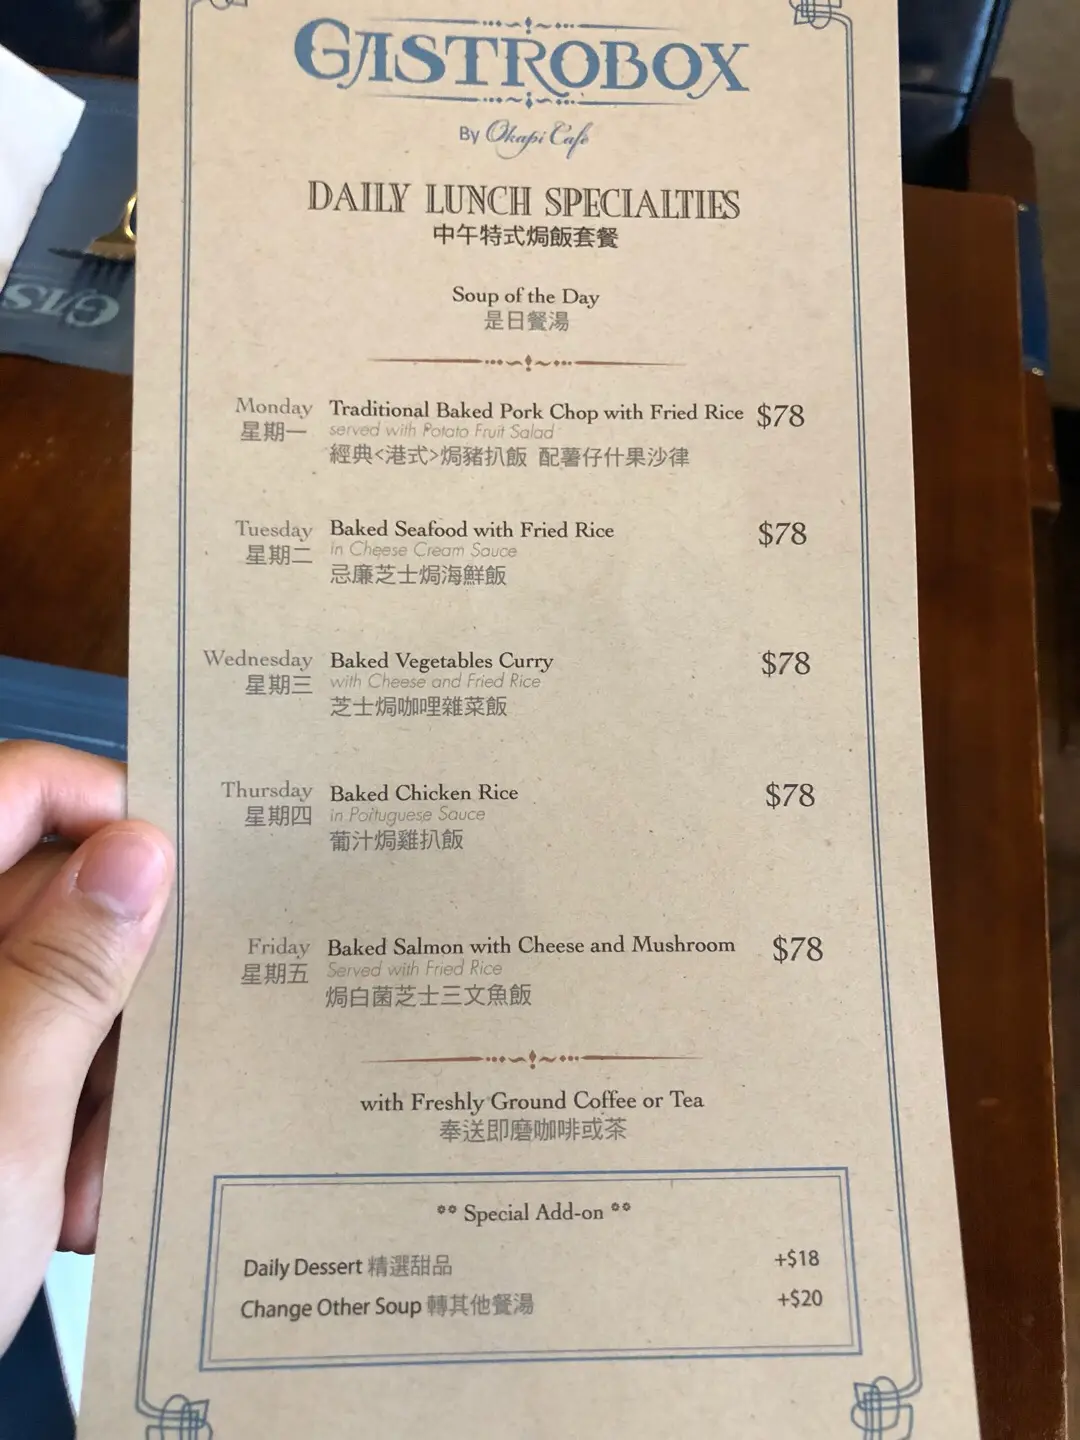 GASTROBOX
By Okapi Café
DAILY LUNCH SPECIALTIES
中午特式焗飯套餐
Soup of the Day
是日餐湯
Monday Traditional Baked Pork Chop with Fried Rice $78
星期一 served with Potato Fruit Salad
經典<港式>焗豬扒飯 配薯仔什果沙律
Tuesday Baked Seafood with Fried Rice $78
星期二 in Cheese Cream Sauce
忌廉芝士焗海鮮飯
Wednesday Baked Vegetables Curry $78
星期三 with Cheese and Fried Rice
芝士焗咖哩雜菜飯
Thursday Baked Chicken Rice $78
星期四 in Portuguese Sauce
葡汁焗雞扒飯
Friday Baked Salmon with Cheese and Mushroom $78
星期五 Served with Fried Rice
焗白菌芝士三文魚飯
with Freshly Ground Coffee or Tea
奉送即磨咖啡或茶
** Special Add-on **
Daily Dessert 精選甜品 +$18
Change Other Soup 轉其他餐湯 +$20